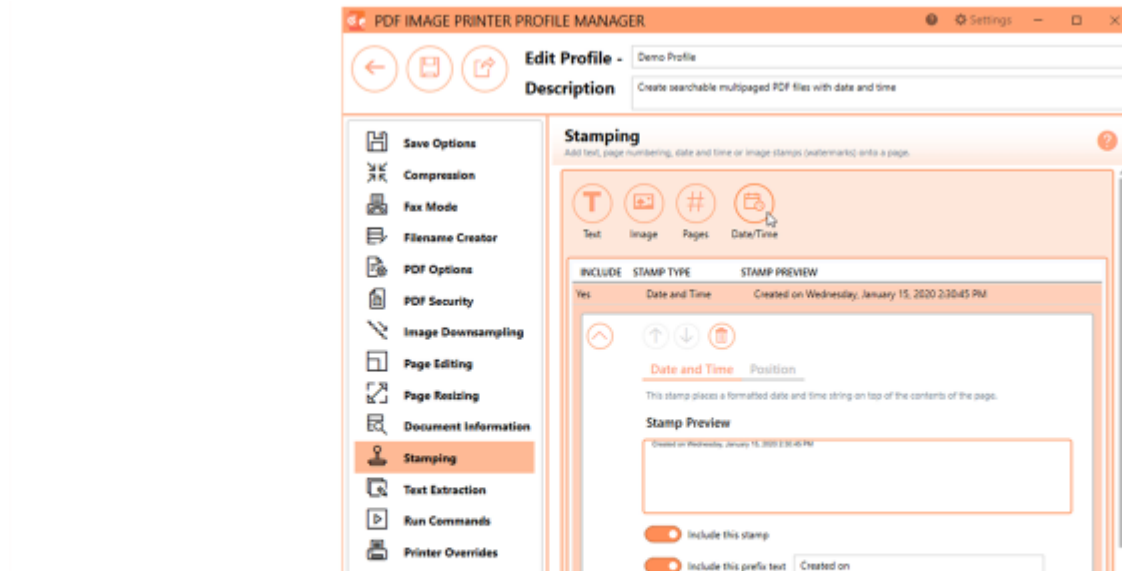 PDF IMAGE PRINTER PROFILE MANAGER
Settings
Edit Profile - Demo Profile
Description Create searchable multipaged PDF files with date and time
Save Options
Compression
Fax Mode
Filename Creator
PDF Options
PDF Security
Image Downsampling
Page Editing
Page Resizing
Document Information
Stamping
Text Extraction
Run Commands
Printer Overrides
Stamping
Add text, page numbering, date and time or image stamps (watermarks) onto a page.
Text Image Pages Date/Time
INCLUDE STAMP TYPE STAMP PREVIEW
Yes Date and Time Created on Wednesday, January 15, 2020 2:30:45 PM
Date and Time Position
This stamp places a formatted date and time string on top of the contents of the page.
Stamp Preview
Created on Wednesday, January 15, 2020 2:30:45 PM
Include this stamp
Include this prefix text Created on